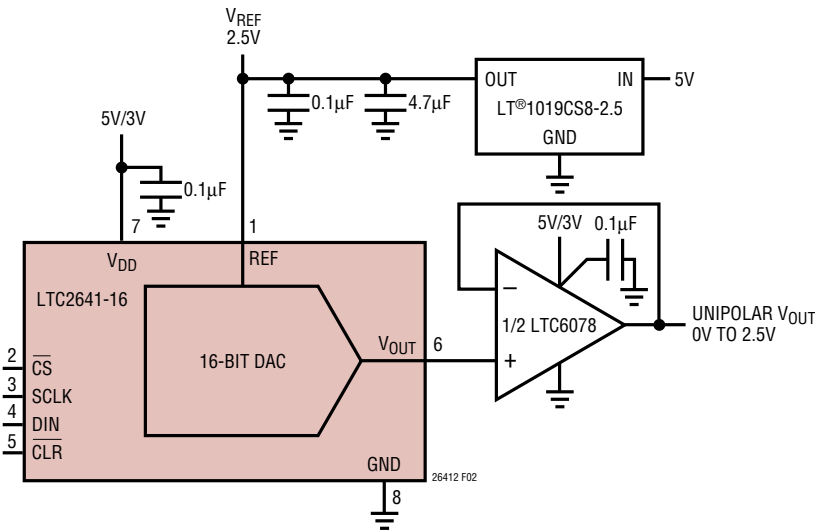 VREF
2.5V
OUT
IN
5V
LT®1019CS8-2.5
GND
0.1µF
4.7µF
5V/3V
0.1µF
7
1
VDD
REF
LTC2641-16
16-BIT DAC
VOUT
6
2
CS
3
SCLK
4
DIN
5
CLR
GND
8
26412 F02
5V/3V
0.1µF
−
1/2 LTC6078
+
UNIPOLAR VOUT
0V TO 2.5V